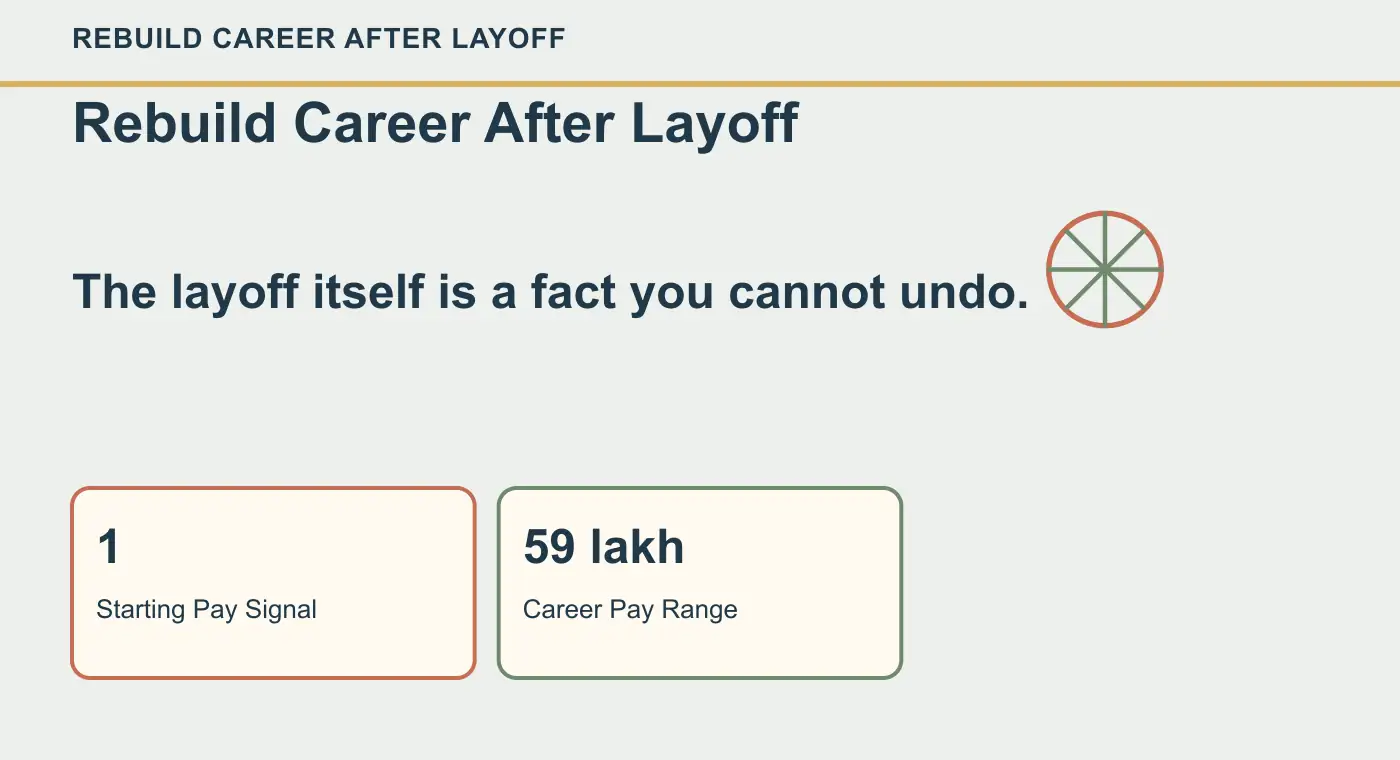 REBUILD CAREER AFTER LAYOFF
Rebuild Career After Layoff
The layoff itself is a fact you cannot undo.
1
Starting Pay Signal
59 lakh
Career Pay Range